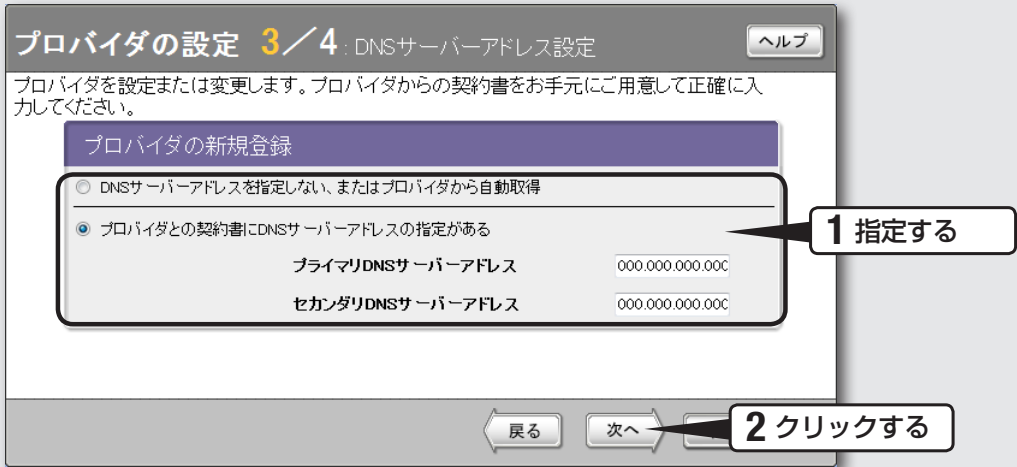 プロバイダの設定 3／4：DNSサーバーアドレス設定
ヘルプ
プロバイダを設定または変更します。プロバイダからの契約書をお手元にご用意して正確に入
力してください。
プロバイダの新規登録
DNSサーバーアドレスを指定しない、またはプロバイダから自動取得
プロバイダとの契約書にDNSサーバーアドレスの指定がある
1 指定する
プライマリDNSサーバーアドレス 000.000.000.00C
セカンダリDNSサーバーアドレス 000.000.000.00C
戻る
次へ
2 クリックする